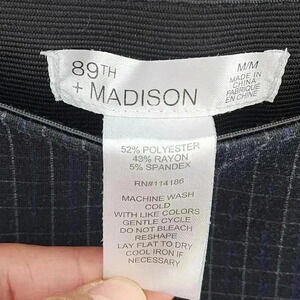 89TH
+ MADISON
M/M
MADE IN
CHINA
FABRIQUÉ
EN CHINE
52% POLYESTER
43% RAYON
5% SPANDEX
RN#114186
MACHINE WASH
COLD
WITH LIKE COLORS
GENTLE CYCLE
DO NOT BLEACH
RESHAPE
LAY FLAT TO DRY
COOL IRON IF
NECESSARY